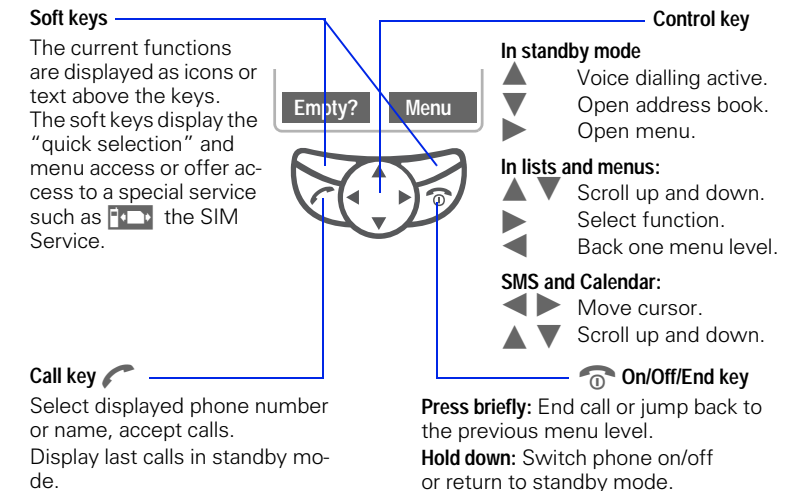 Soft keys
The current functions
are displayed as icons or
text above the keys.
The soft keys display the
“quick selection” and
menu access or offer ac-
cess to a special service
such as the SIM
Service.
Empty? Menu
Control key
In standby mode
Voice dialling active.
Open address book.
Open menu.
In lists and menus:
Scroll up and down.
Select function.
Back one menu level.
SMS and Calendar:
Move cursor.
Scroll up and down.
Call key
Select displayed phone number
or name, accept calls.
Display last calls in standby mo-
de.
On/Off/End key
Press briefly: End call or jump back to
the previous menu level.
Hold down: Switch phone on/off
or return to standby mode.